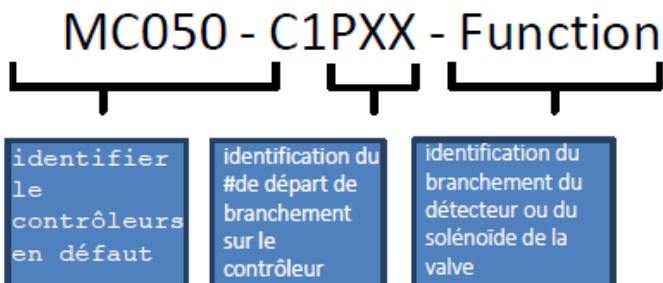 MC050 - C1PXX - Function
identifier
le
contrôleurs
en défaut
identification du
#de départ de
branchement
sur le
contrôleur
identification du
branchement du
détecteur ou du
solénoïde de la
valve